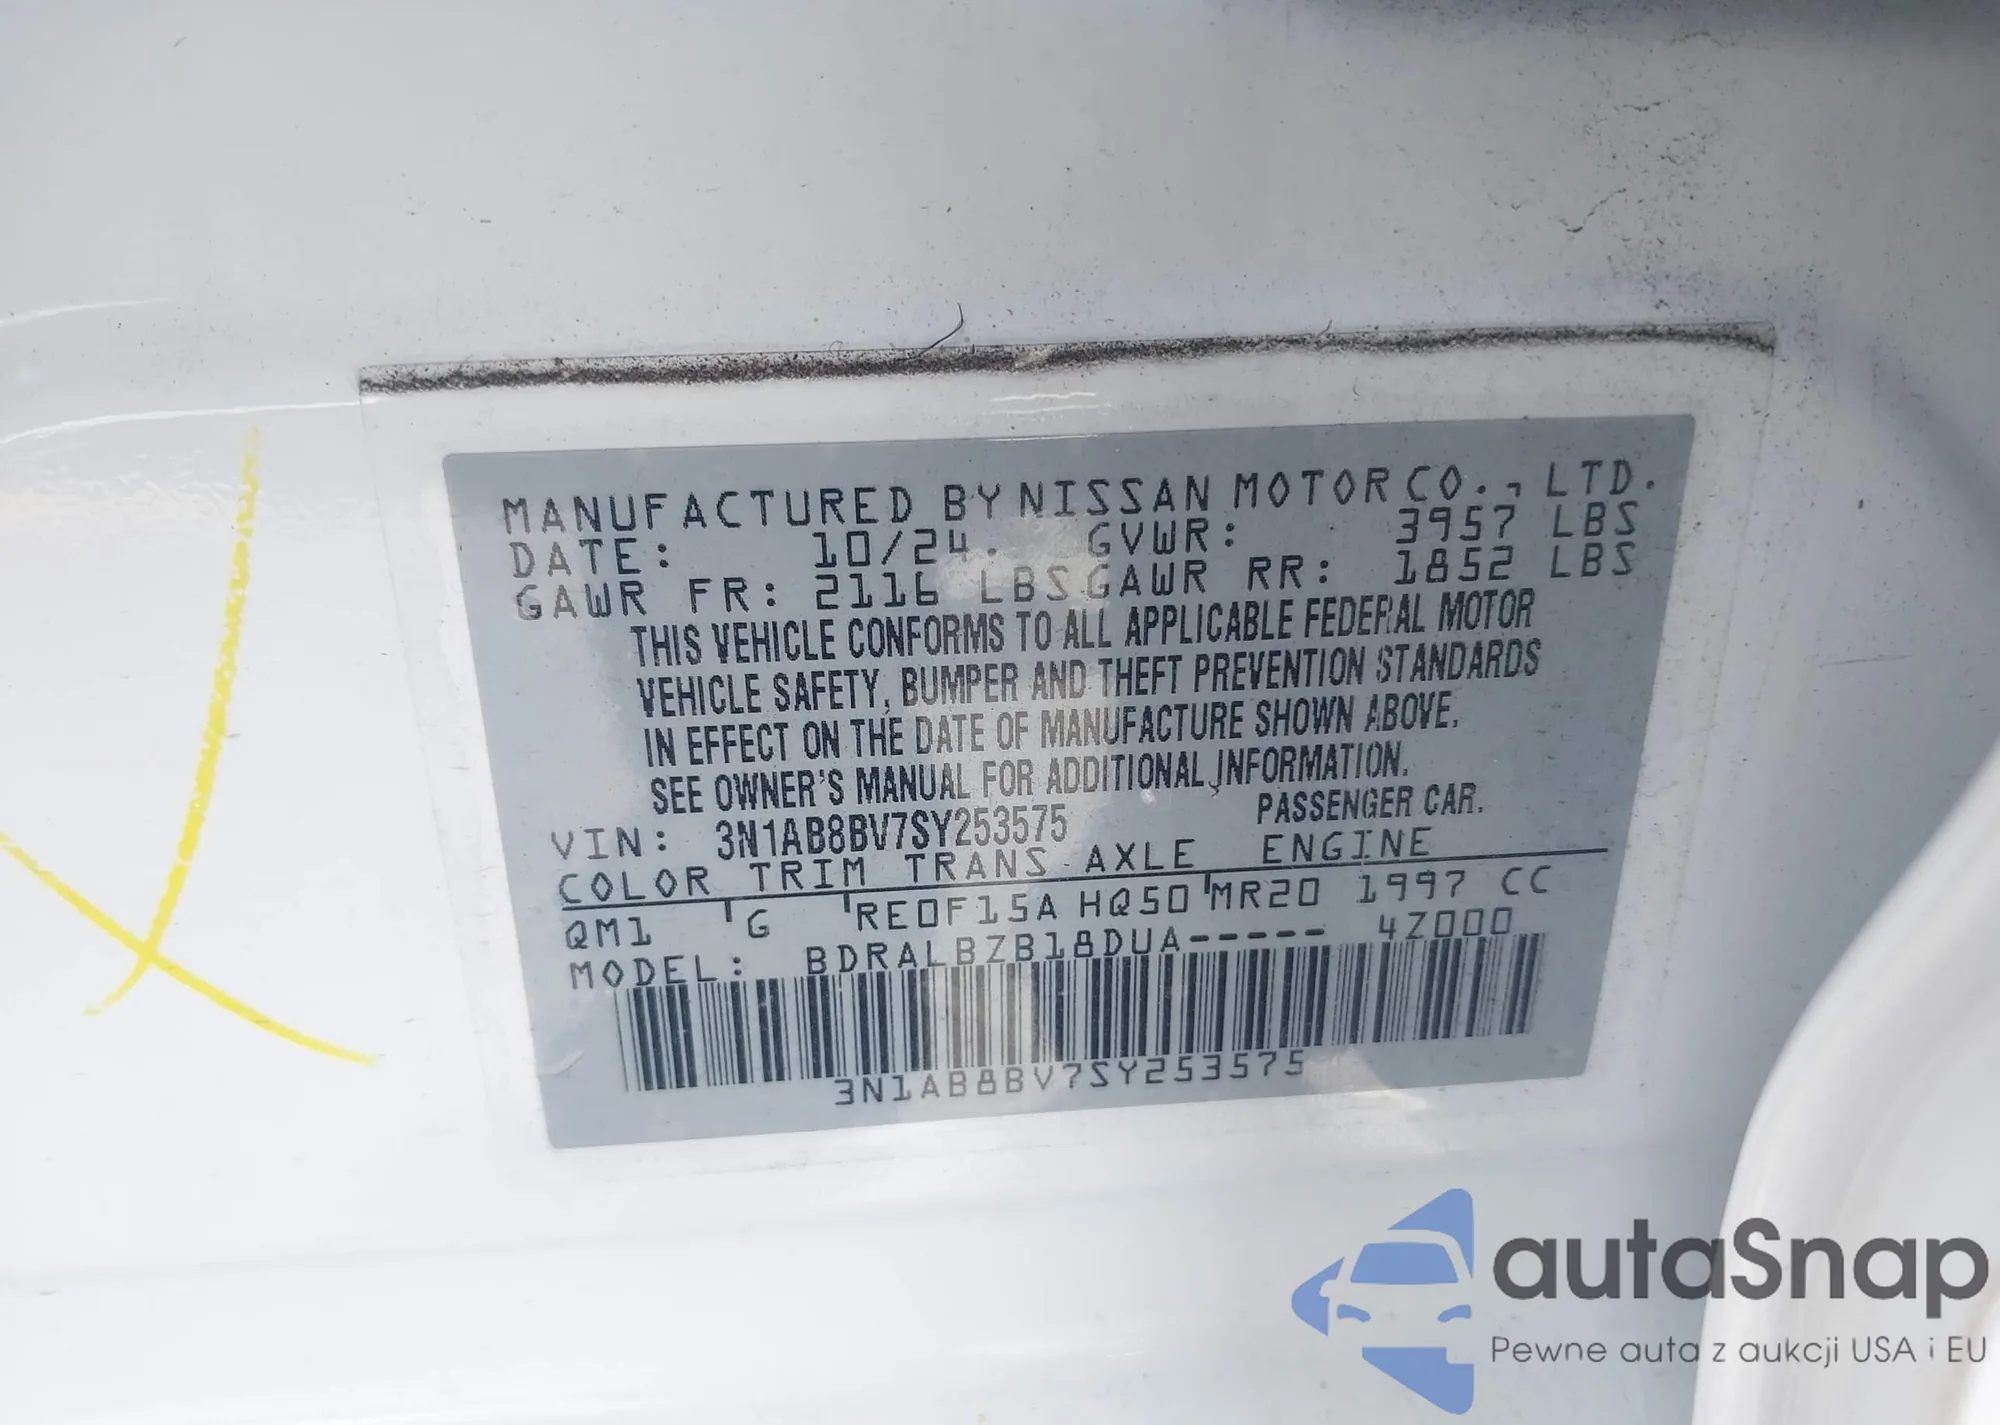 MANUFACTURED BY NISSAN MOTOR CO., LTD.
DATE: 10/24. GVWR: 3957 LBS
GAWR FR: 2116 LBS GAWR RR: 1852 LBS
THIS VEHICLE CONFORMS TO ALL APPLICABLE FEDERAL MOTOR
VEHICLE SAFETY, BUMPER AND THEFT PREVENTION STANDARDS
IN EFFECT ON THE DATE OF MANUFACTURE SHOWN ABOVE.
SEE OWNER'S MANUAL FOR ADDITIONAL INFORMATION.
VIN: 3N1AB8BV7SY253575 PASSENGER CAR.
COLOR TRIM TRANS AXLE ENGINE
QM1 G RE0F15A HQ50 MR20 1997 CC
MODEL: BDRALBZB18DUA----- 4Z000
3N1AB8BV7SY253575
autaSnap
Pewne auta z aukcji USA i EU